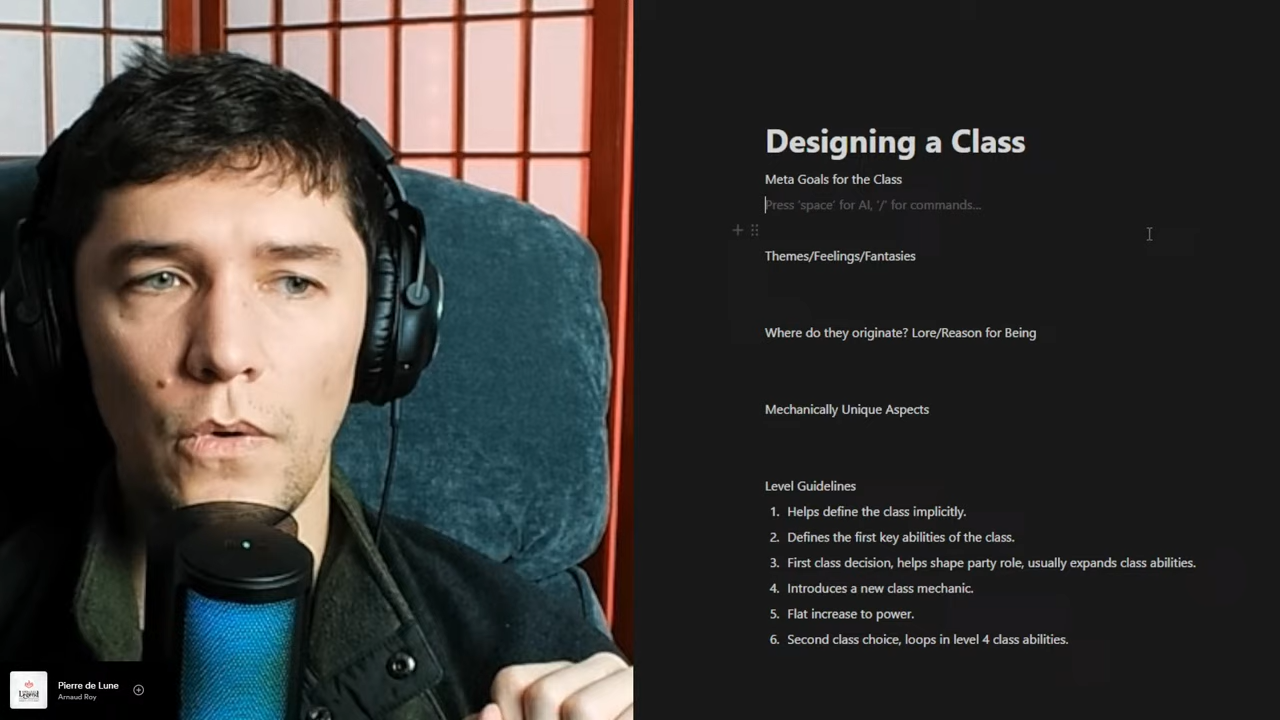 Designing a Class
Meta Goals for the Class
Press 'space' for AI, '/' for commands...
Themes/Feelings/Fantasies
Where do they originate? Lore/Reason for Being
Mechanically Unique Aspects
Level Guidelines
1. Helps define the class implicitly.
2. Defines the first key abilities of the class.
3. First class decision, helps shape party role, usually expands class abilities.
4. Introduces a new class mechanic.
5. Flat increase to power.
6. Second class choice, loops in level 4 class abilities.
Legend
Pierre de Lune
Arnaud Roy